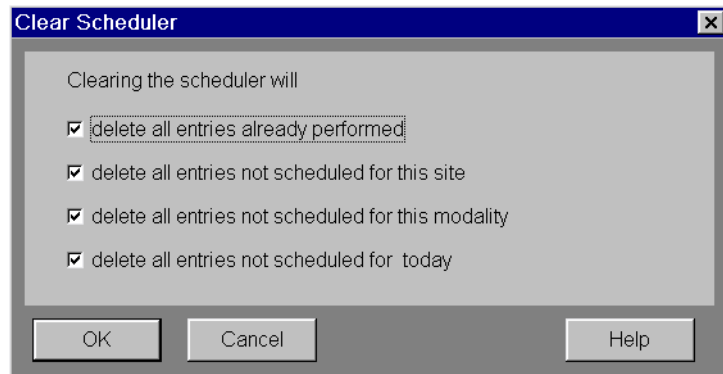 Clear Scheduler
Clearing the scheduler will
delete all entries already performed
delete all entries not scheduled for this site
delete all entries not scheduled for this modality
delete all entries not scheduled for  today
OK Cancel Help